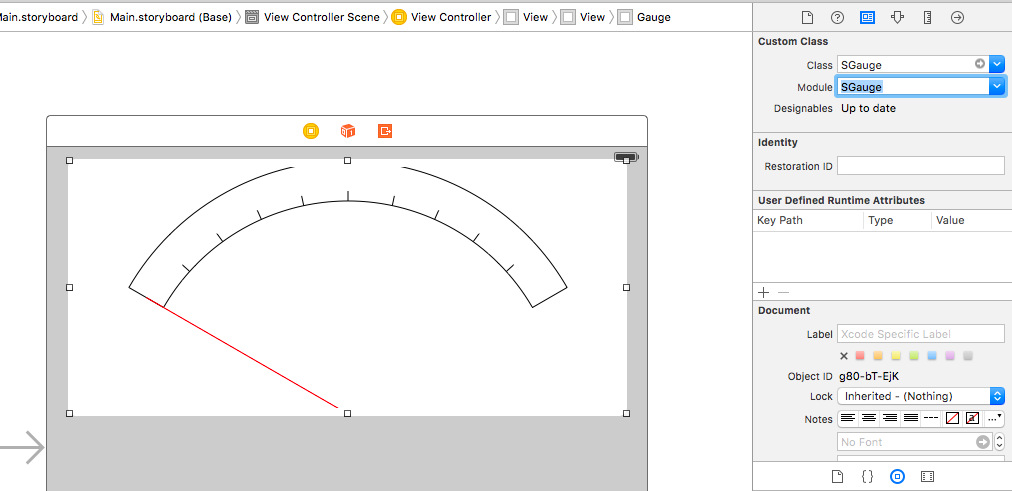 Main.storyboard Main.storyboard (Base) View Controller Scene View Controller View View Gauge
Custom Class
Class SGauge
Module SGauge
Designables Up to date
Identity
Restoration ID
User Defined Runtime Attributes
Key Path Type Value
Document
Label Xcode Specific Label
Object ID g80-bT-EjK
Lock Inherited - (Nothing)
Notes
No Font